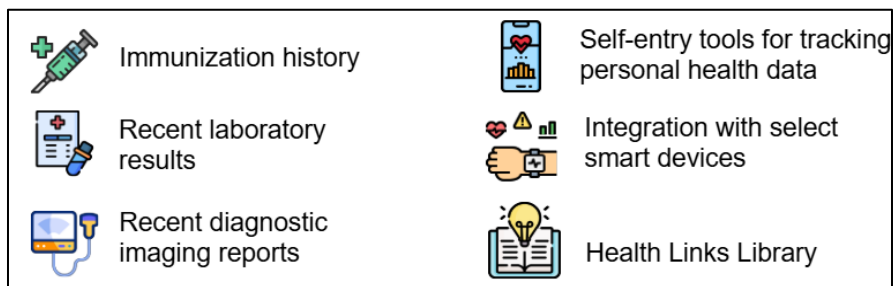 Immunization history
Recent laboratory
results
Recent diagnostic
imaging reports
Self-entry tools for tracking
personal health data
Integration with select
smart devices
Health Links Library